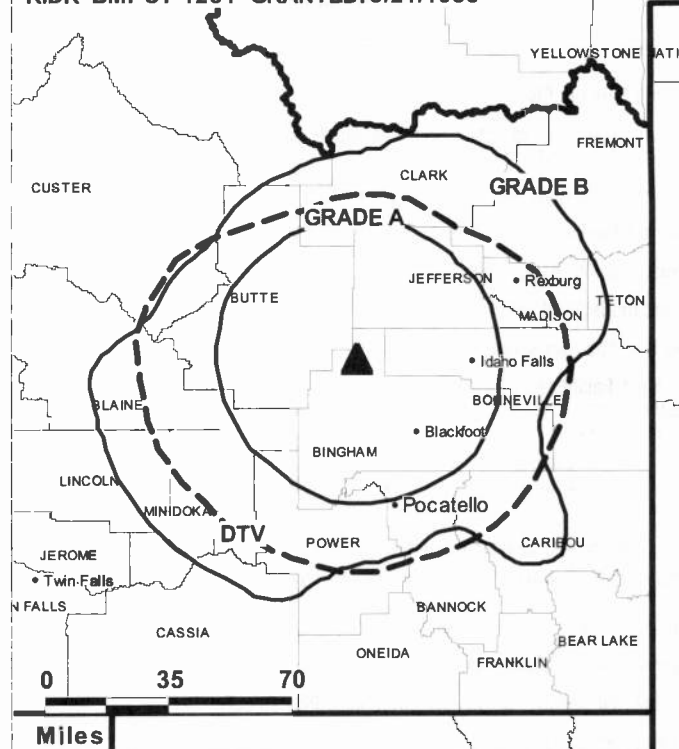 YELLOWSTONE NATI
FREMONT
CLARK
CUSTER
GRADE B
GRADE A
JEFFERSON
Rexburg
BUTTE
TETON
MADISON
Idaho Falls
BONNEVILLE
BLAINE
Blackfoot
BINGHAM
LINCOLN
Pocatello
MINIDOKA
DTV
POWER
CARIBOU
JEROME
Twin Falls
N FALLS
BANNOCK
CASSIA
BEAR LAKE
ONEIDA
FRANKLIN
0 35 70
Miles